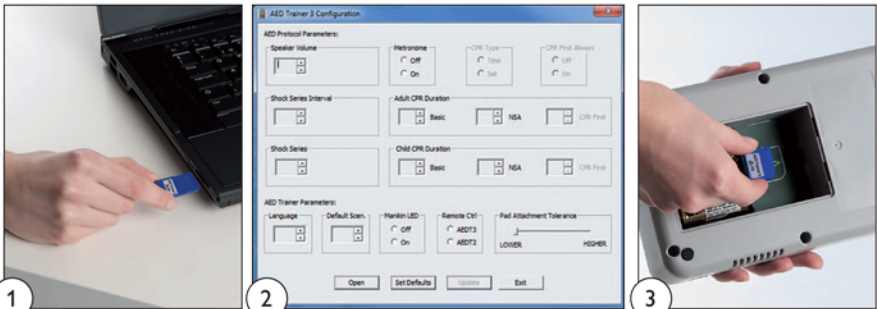 AED Trainer 3 Configuration
AED Protocol Parameters:
Speaker Volume
Metronome
Off
On
CPR Type
Time
Set
CPR First Always
Off
On
Shock Series Interval
Adult CPR Duration
Basic
NSA
CPR First
Shock Series
Child CPR Duration
Basic
NSA
CPR First
AED Trainer Parameters:
Language
Default Scen.
Manikin LED
Off
On
Remote Ctrl
AEDT3
AEDT2
Pad Attachment Tolerance
LOWER HIGHER
Open Set Defaults Update Exit
1
2
3